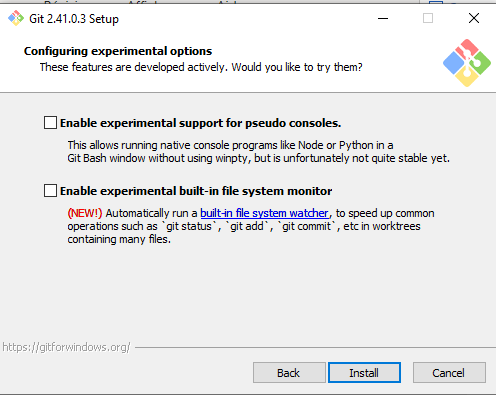 Git 2.41.0.3 Setup
Configuring experimental options
These features are developed actively. Would you like to try them?
Enable experimental support for pseudo consoles.
This allows running native console programs like Node or Python in a
Git Bash window without using winpty, but is unfortunately not quite stable yet.
Enable experimental built-in file system monitor
(NEW!) Automatically run a built-in file system watcher, to speed up common
operations such as `git status`, `git add`, `git commit`, etc in worktrees
containing many files.
https://gitforwindows.org/
Back
Install
Cancel